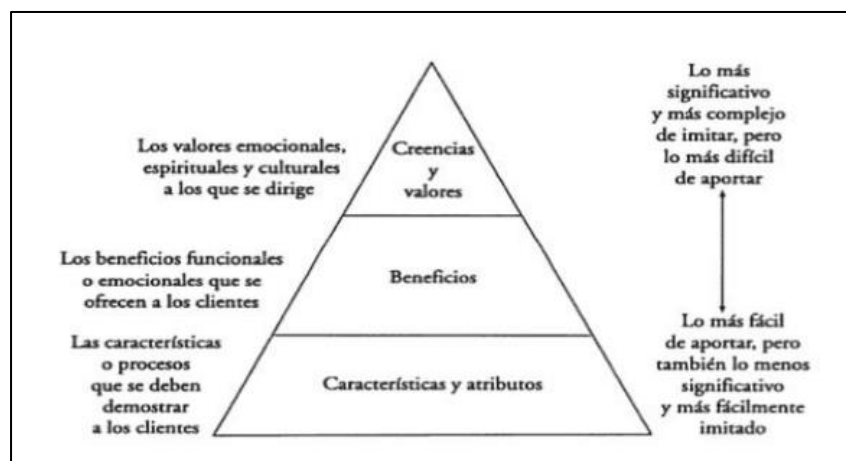 Los valores emocionales,
espirituales y culturales
a los que se dirige
Creencias
y
valores
Lo más
significativo
y más complejo
de imitar, pero
lo más difícil
de aportar
Los beneficios funcionales
o emocionales que se
ofrecen a los clientes
Beneficios
Las características
o procesos
que se deben
demostrar
a los clientes
Características y atributos
Lo más fácil
de aportar, pero
también lo menos
significativo
y más fácilmente
imitado